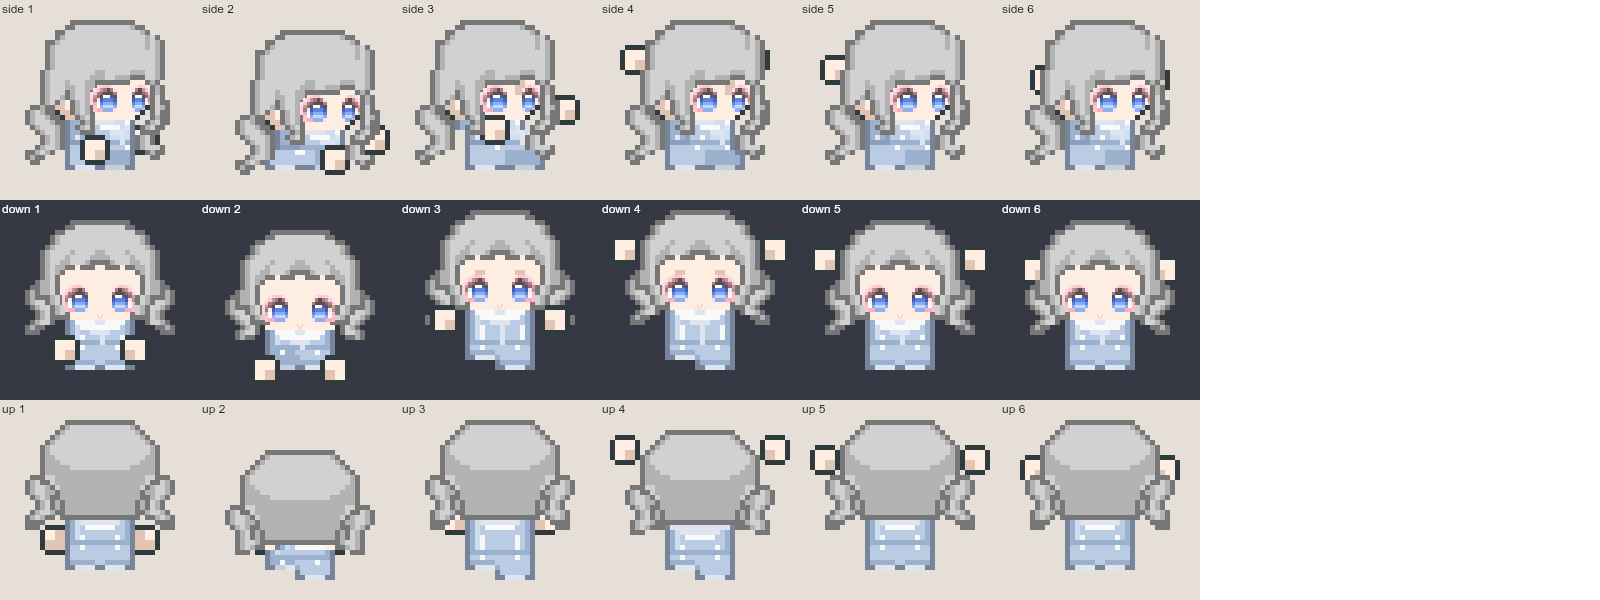 side 1 side 2 side 3 side 4 side 5 side 6
down 1 down 2 down 3 down 4 down 5 down 6
up 1 up 2 up 3 up 4 up 5 up 6